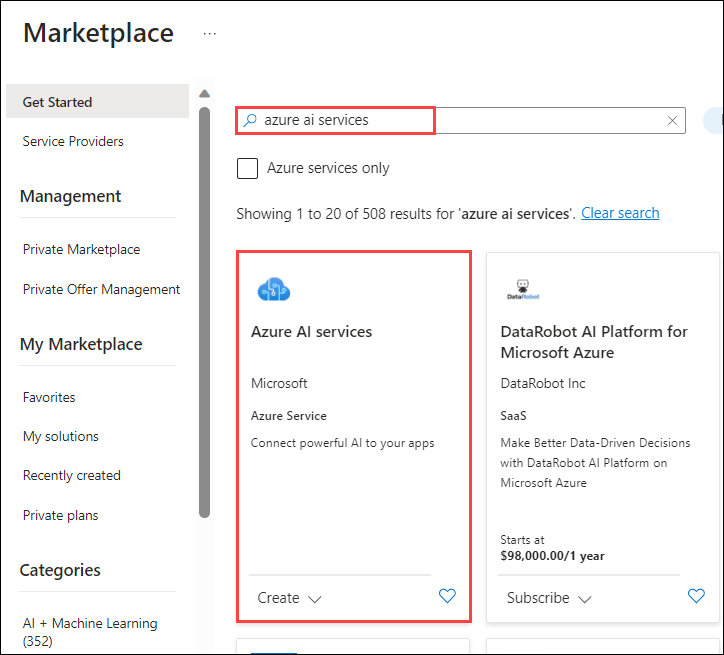 Marketplace ...
Get Started
Service Providers
Management
Private Marketplace
Private Offer Management
My Marketplace
Favorites
My solutions
Recently created
Private plans
Categories
AI + Machine Learning
(352)
azure ai services
Azure services only
Showing 1 to 20 of 508 results for 'azure ai services'. Clear search
Azure AI services
Microsoft
Azure Service
Connect powerful AI to your apps
Create
DataRobot
DataRobot AI Platform for
Microsoft Azure
DataRobot Inc
SaaS
Make Better Data-Driven Decisions
with DataRobot AI Platform on
Microsoft Azure
Starts at
$98,000.00/1 year
Subscribe